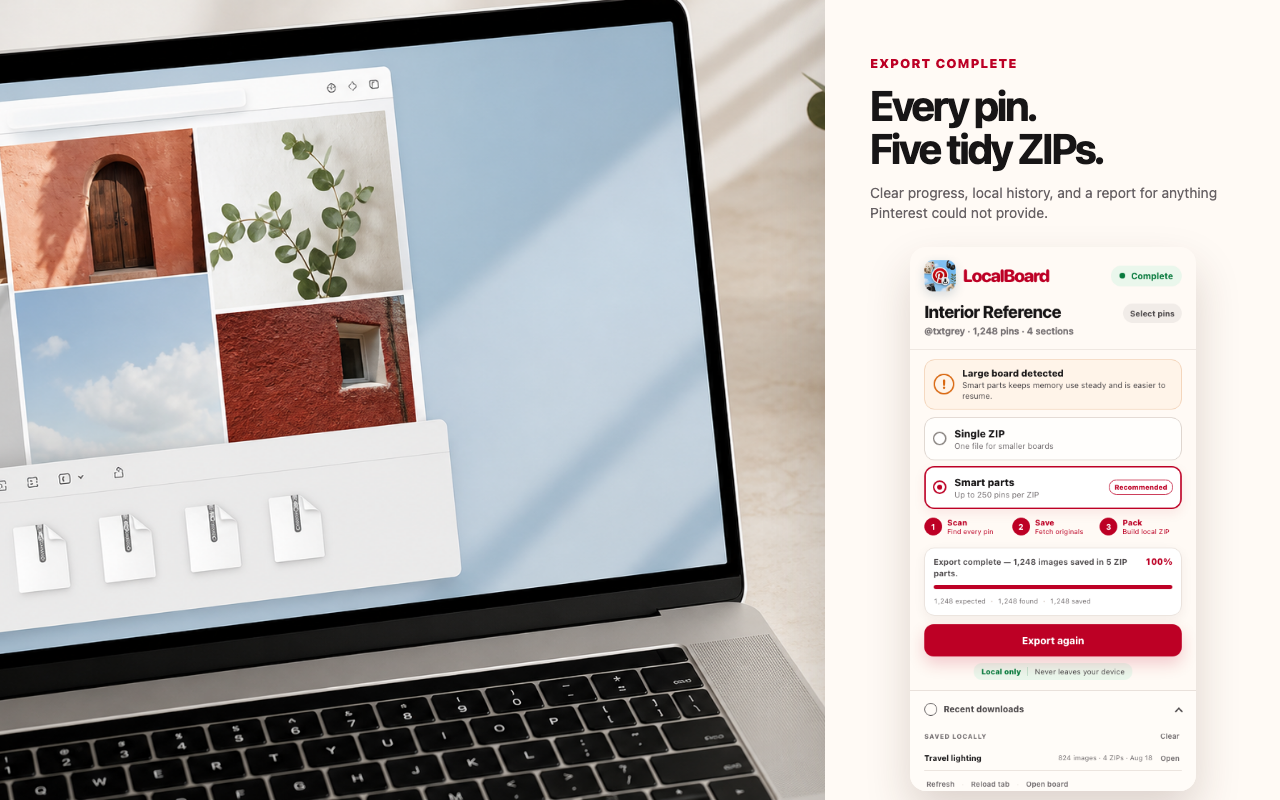 EXPORT COMPLETE
Every pin.
Five tidy ZIPs.
Clear progress, local history, and a report for anything
Pinterest could not provide.
LocalBoard
Complete
Interior Reference
Select pins
@txtgrey · 1,248 pins · 4 sections
Large board detected
Smart parts keeps memory use steady and is easier to
resume.
Single ZIP
One file for smaller boards
Smart parts
Up to 250 pins per ZIP
Recommended
1 Scan
Find every pin
2 Save
Fetch originals
3 Pack
Build local ZIP
Export complete — 1,248 images saved in 5 ZIP
parts.
100%
1,248 expected · 1,248 found · 1,248 saved
Export again
Local only
Never leaves your device
Recent downloads
SAVED LOCALLY
Clear
Travel lighting
824 images · 4 ZIPs · Aug 18
Open
Refresh
Reload tab
Open board